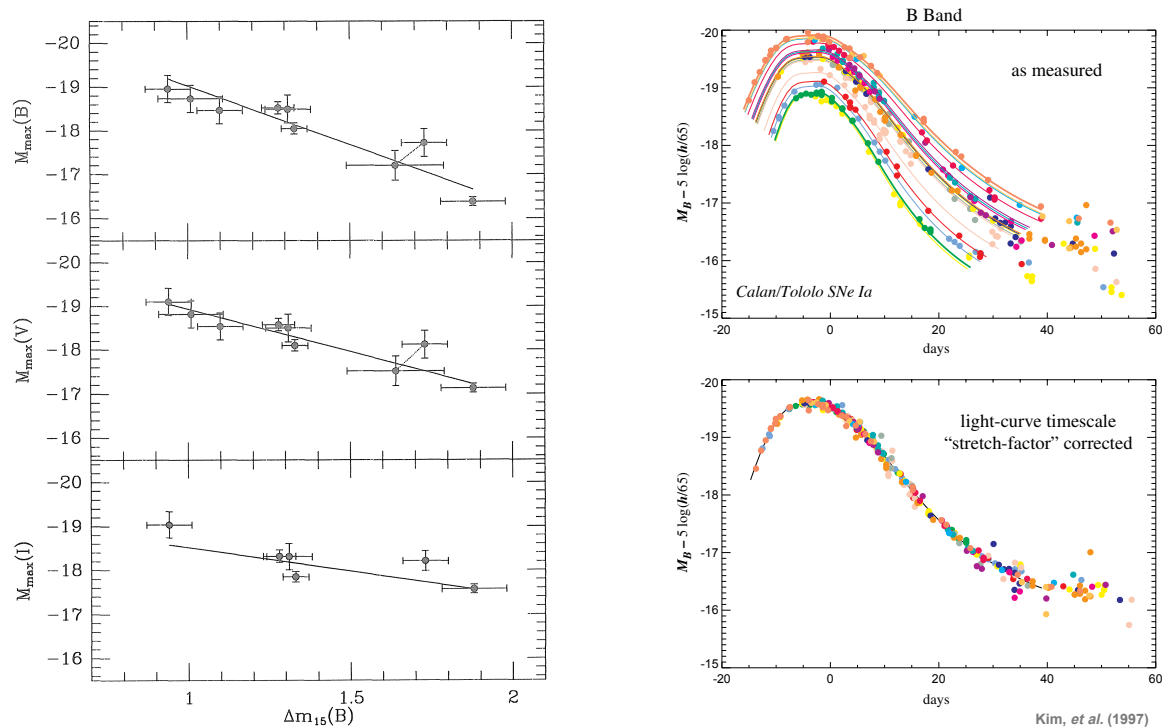 -20
-19
-18
-17
-16
M_max(B)
-20
-19
-18
-17
-16
M_max(V)
-20
-19
-18
-17
-16
M_max(I)
1 1.5 2
Δm₁₅(B)
B Band
-20
-19
-18
-17
-16
-15
M_B – 5 log(h/65)
as measured
Calan/Tololo SNe Ia
-20 0 20 40 60
days
-20
-19
-18
-17
-16
-15
M_B – 5 log(h/65)
light-curve timescale
“stretch-factor” corrected
-20 0 20 40 60
days
Kim, et al. (1997)